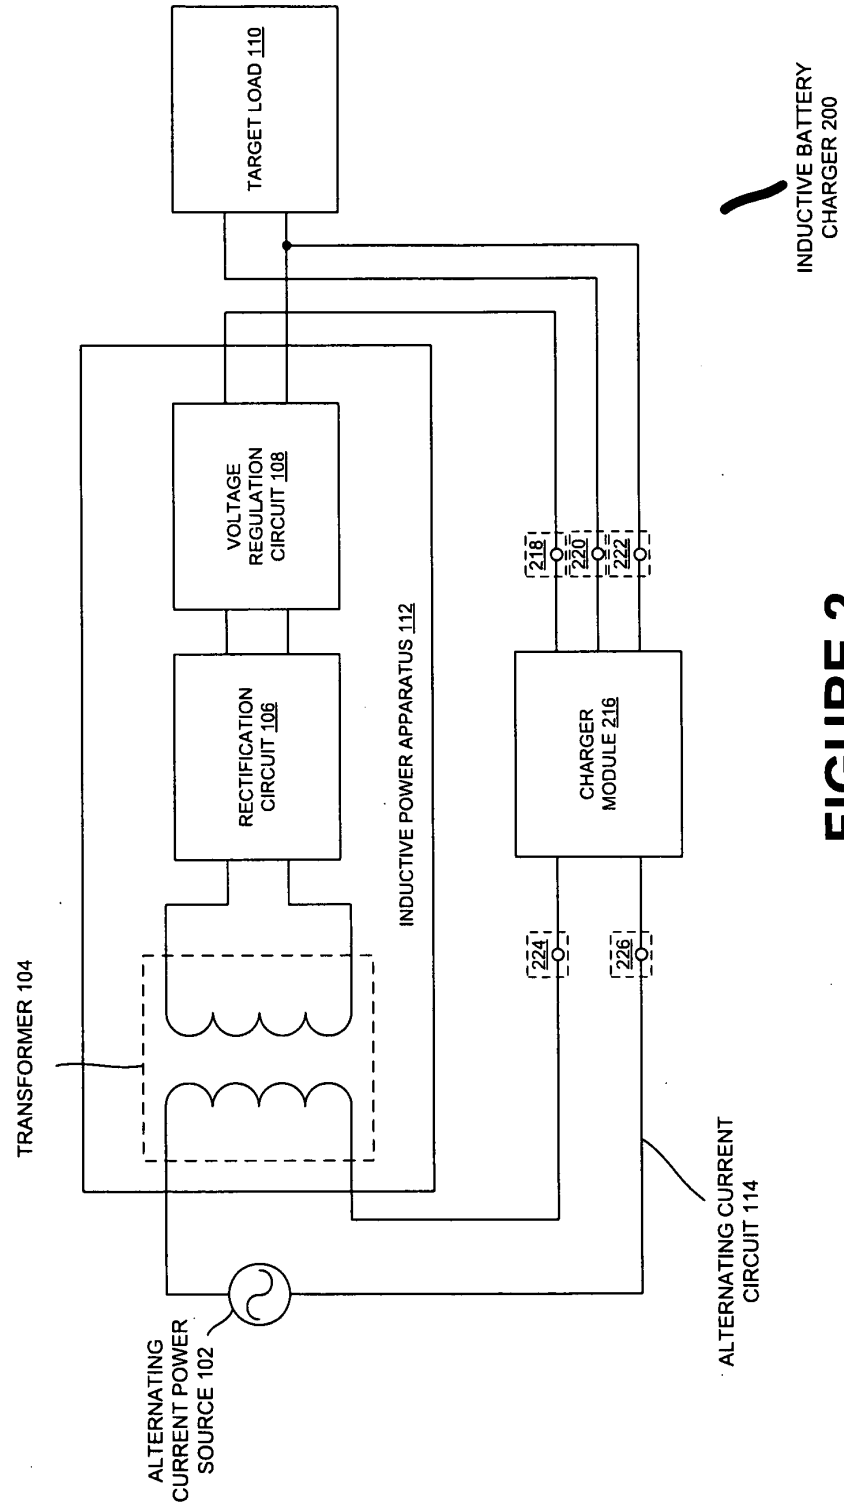 TRANSFORMER 104
ALTERNATING
CURRENT POWER
SOURCE 102
RECTIFICATION
CIRCUIT 106
VOLTAGE
REGULATION
CIRCUIT 108
TARGET LOAD 110
INDUCTIVE POWER APPARATUS 112
224
226
CHARGER
MODULE 216
218
220
222
ALTERNATING CURRENT
CIRCUIT 114
INDUCTIVE BATTERY
CHARGER 200
FIGURE 2